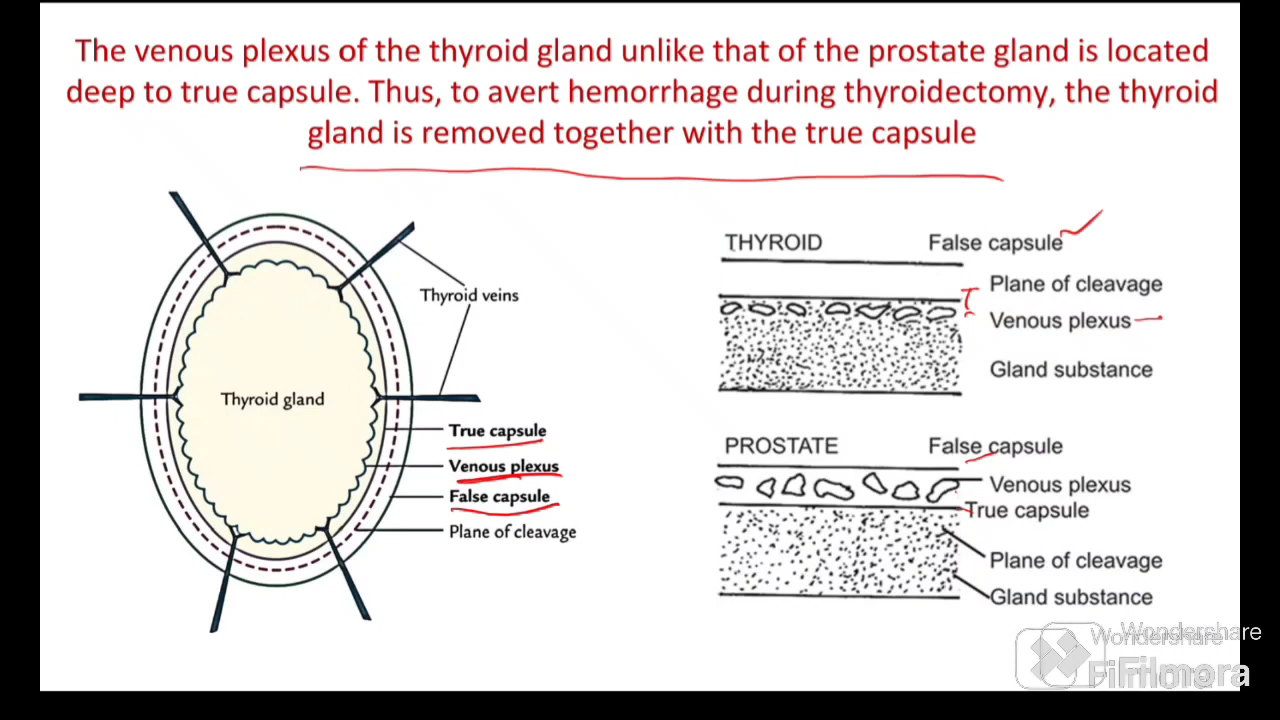 The venous plexus of the thyroid gland unlike that of the prostate gland is located
deep to true capsule. Thus, to avert hemorrhage during thyroidectomy, the thyroid
gland is removed together with the true capsule
Thyroid veins
Thyroid gland
True capsule
Venous plexus
False capsule
Plane of cleavage
THYROID
False capsule
Plane of cleavage
Venous plexus
Gland substance
PROSTATE
False capsule
Venous plexus
True capsule
Plane of cleavage
Gland substance
Wondershare
Wondershare
Filmora
Filmora